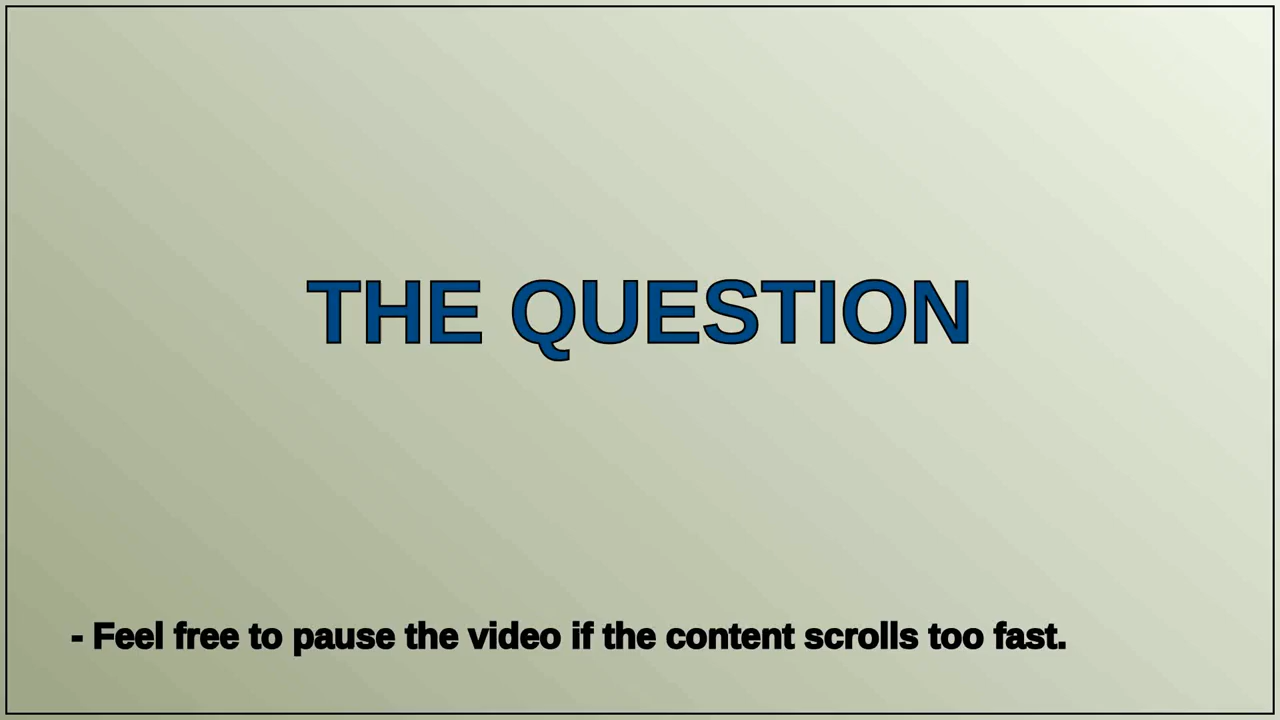 THE QUESTION
- Feel free to pause the video if the content scrolls too fast.